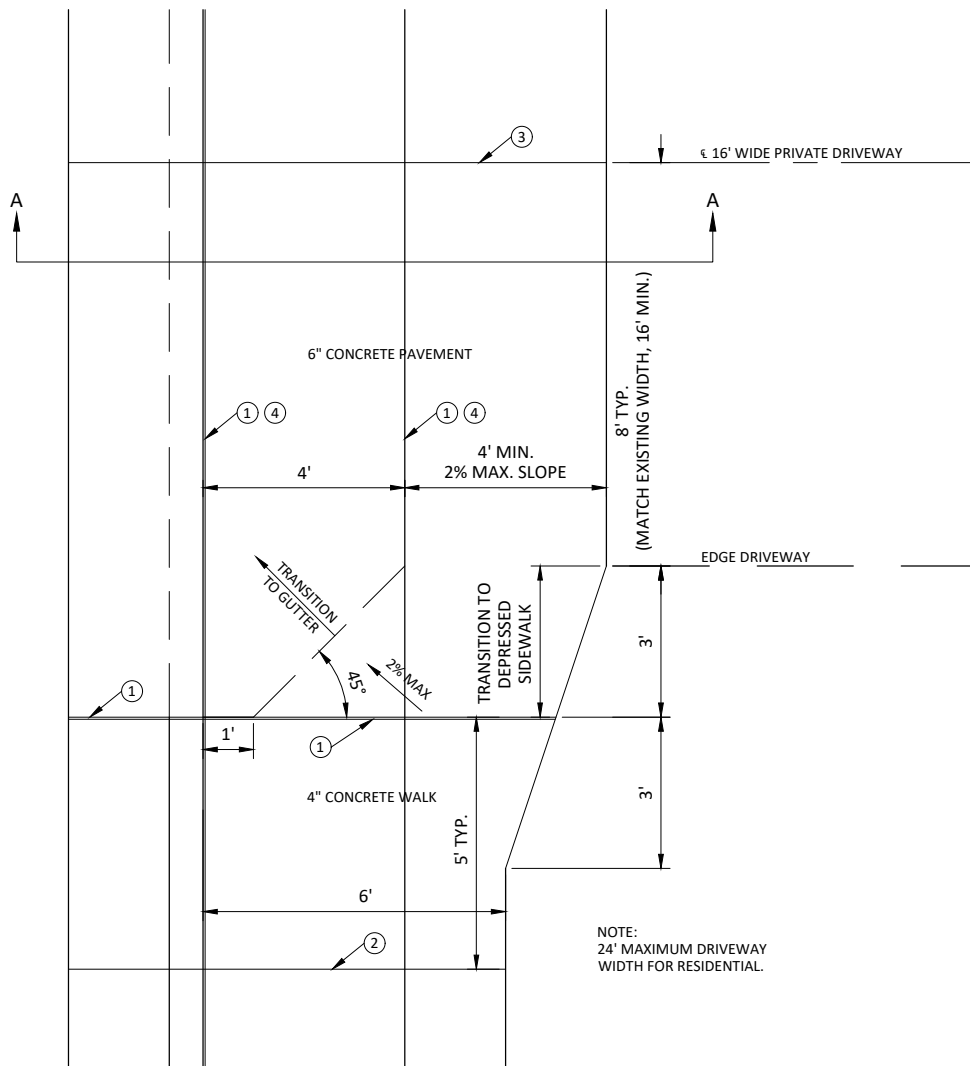 3
℄ 16' WIDE PRIVATE DRIVEWAY
A
A
6" CONCRETE PAVEMENT
1 4
1 4
4'
4' MIN.
2% MAX. SLOPE
8' TYP.
(MATCH EXISTING WIDTH, 16' MIN.)
EDGE DRIVEWAY
TRANSITION
TO GUTTER
45°
2% MAX
TRANSITION TO
DEPRESSED
SIDEWALK
3'
1
1'
1
4" CONCRETE WALK
5' TYP.
3'
6'
2
NOTE:
24' MAXIMUM DRIVEWAY
WIDTH FOR RESIDENTIAL.